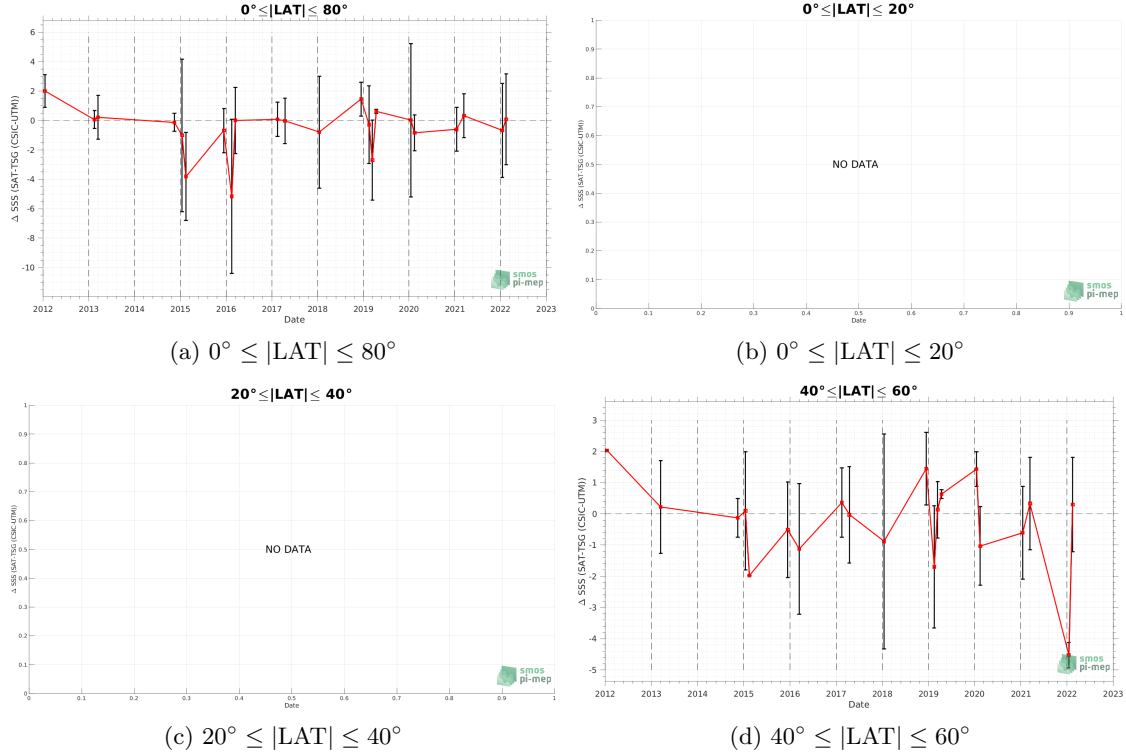 0°≤|LAT|≤ 80°
Δ SSS (SAT-TSG (CSIC-UTM))
6
4
2
0
-2
-4
-6
-8
-10
2012 2013 2014 2015 2016 2017 2018 2019 2020 2021 2022 2023
Date
smos
pi-mep
(a) 0° ≤ |LAT| ≤ 80°
0°≤|LAT|≤ 20°
Δ SSS (SAT-TSG (CSIC-UTM))
1
0.9
0.8
0.7
0.6
0.5
0.4
0.3
0.2
0.1
0
NO DATA
0 0.1 0.2 0.3 0.4 0.5 0.6 0.7 0.8 0.9 1
Date
smos
pi-mep
(b) 0° ≤ |LAT| ≤ 20°
20°≤|LAT|≤ 40°
Δ SSS (SAT-TSG (CSIC-UTM))
1
0.9
0.8
0.7
0.6
0.5
0.4
0.3
0.2
0.1
0
NO DATA
0 0.1 0.2 0.3 0.4 0.5 0.6 0.7 0.8 0.9 1
Date
smos
pi-mep
(c) 20° ≤ |LAT| ≤ 40°
40°≤|LAT|≤ 60°
Δ SSS (SAT-TSG (CSIC-UTM))
3
2
1
0
-1
-2
-3
-4
-5
2012 2013 2014 2015 2016 2017 2018 2019 2020 2021 2022 2023
Date
smos
pi-mep
(d) 40° ≤ |LAT| ≤ 60°